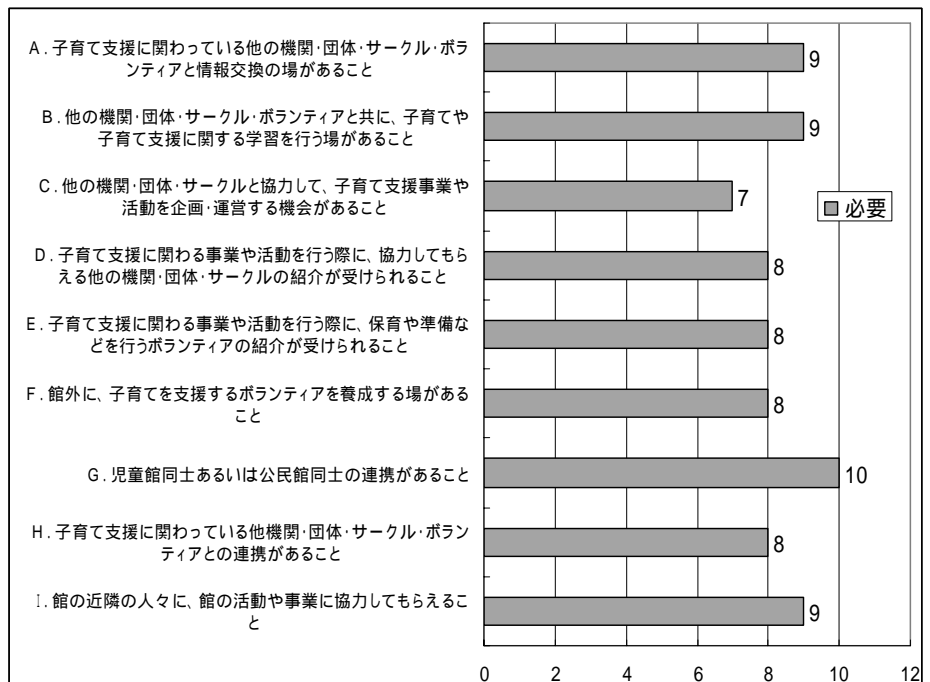 A．子育て支援に関わっている他の機関･団体･サークル･ボラ
ンティアと情報交換の場があること
9
B．他の機関･団体･サークル･ボランティアと共に、子育てや
子育て支援に関する学習を行う場があること
9
C．他の機関･団体･サークルと協力して、子育て支援事業や
活動を企画･運営する機会があること
7
必要
D．子育て支援に関わる事業や活動を行う際に、協力してもら
える他の機関･団体･サークルの紹介が受けられること
8
E．子育て支援に関わる事業や活動を行う際に、保育や準備な
どを行うボランティアの紹介が受けられること
8
F．館外に、子育てを支援するボランティアを養成する場がある
こと
8
G．児童館同士あるいは公民館同士の連携があること
10
H．子育て支援に関わっている他機関･団体･サークル･ボラン
ティアとの連携があること
8
I．館の近隣の人々に、館の活動や事業に協力してもらえるこ
と
9
0 2 4 6 8 10 12